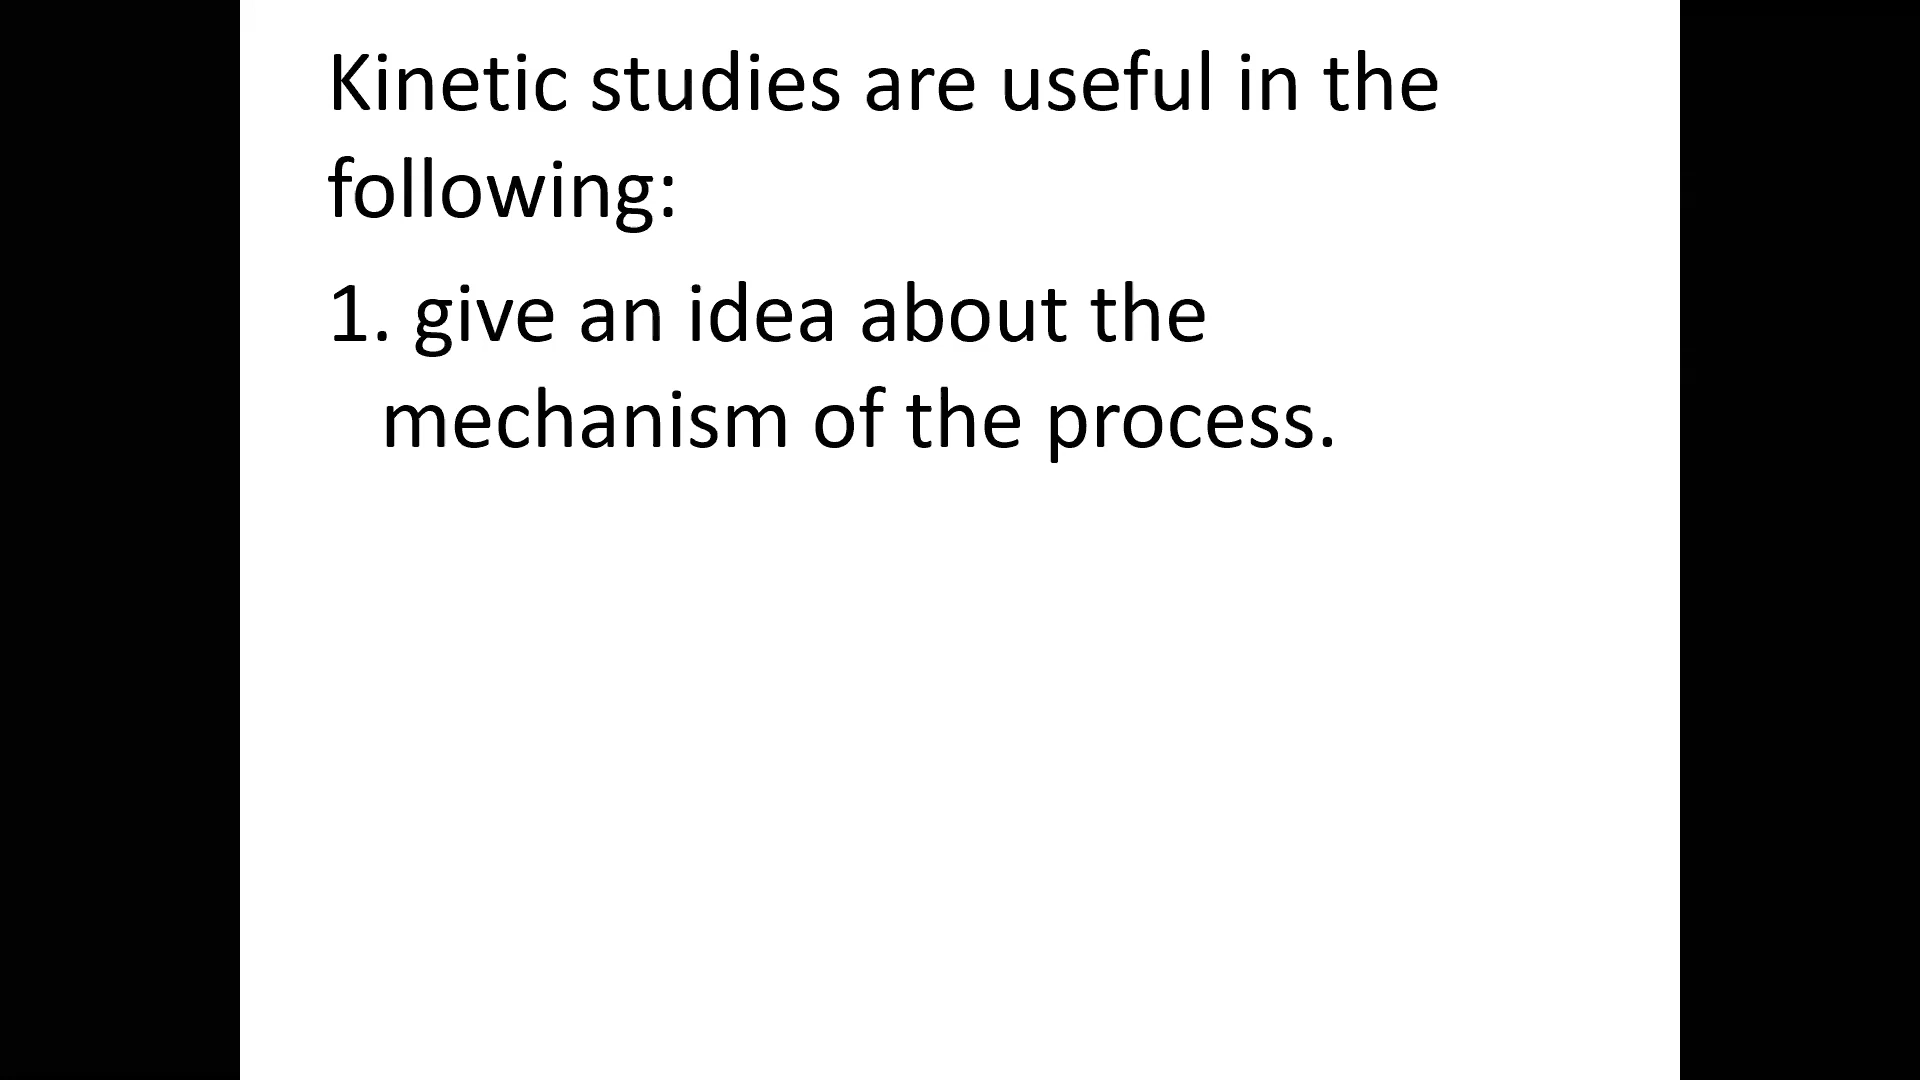 Kinetic studies are useful in the
following:
1. give an idea about the
mechanism of the process.